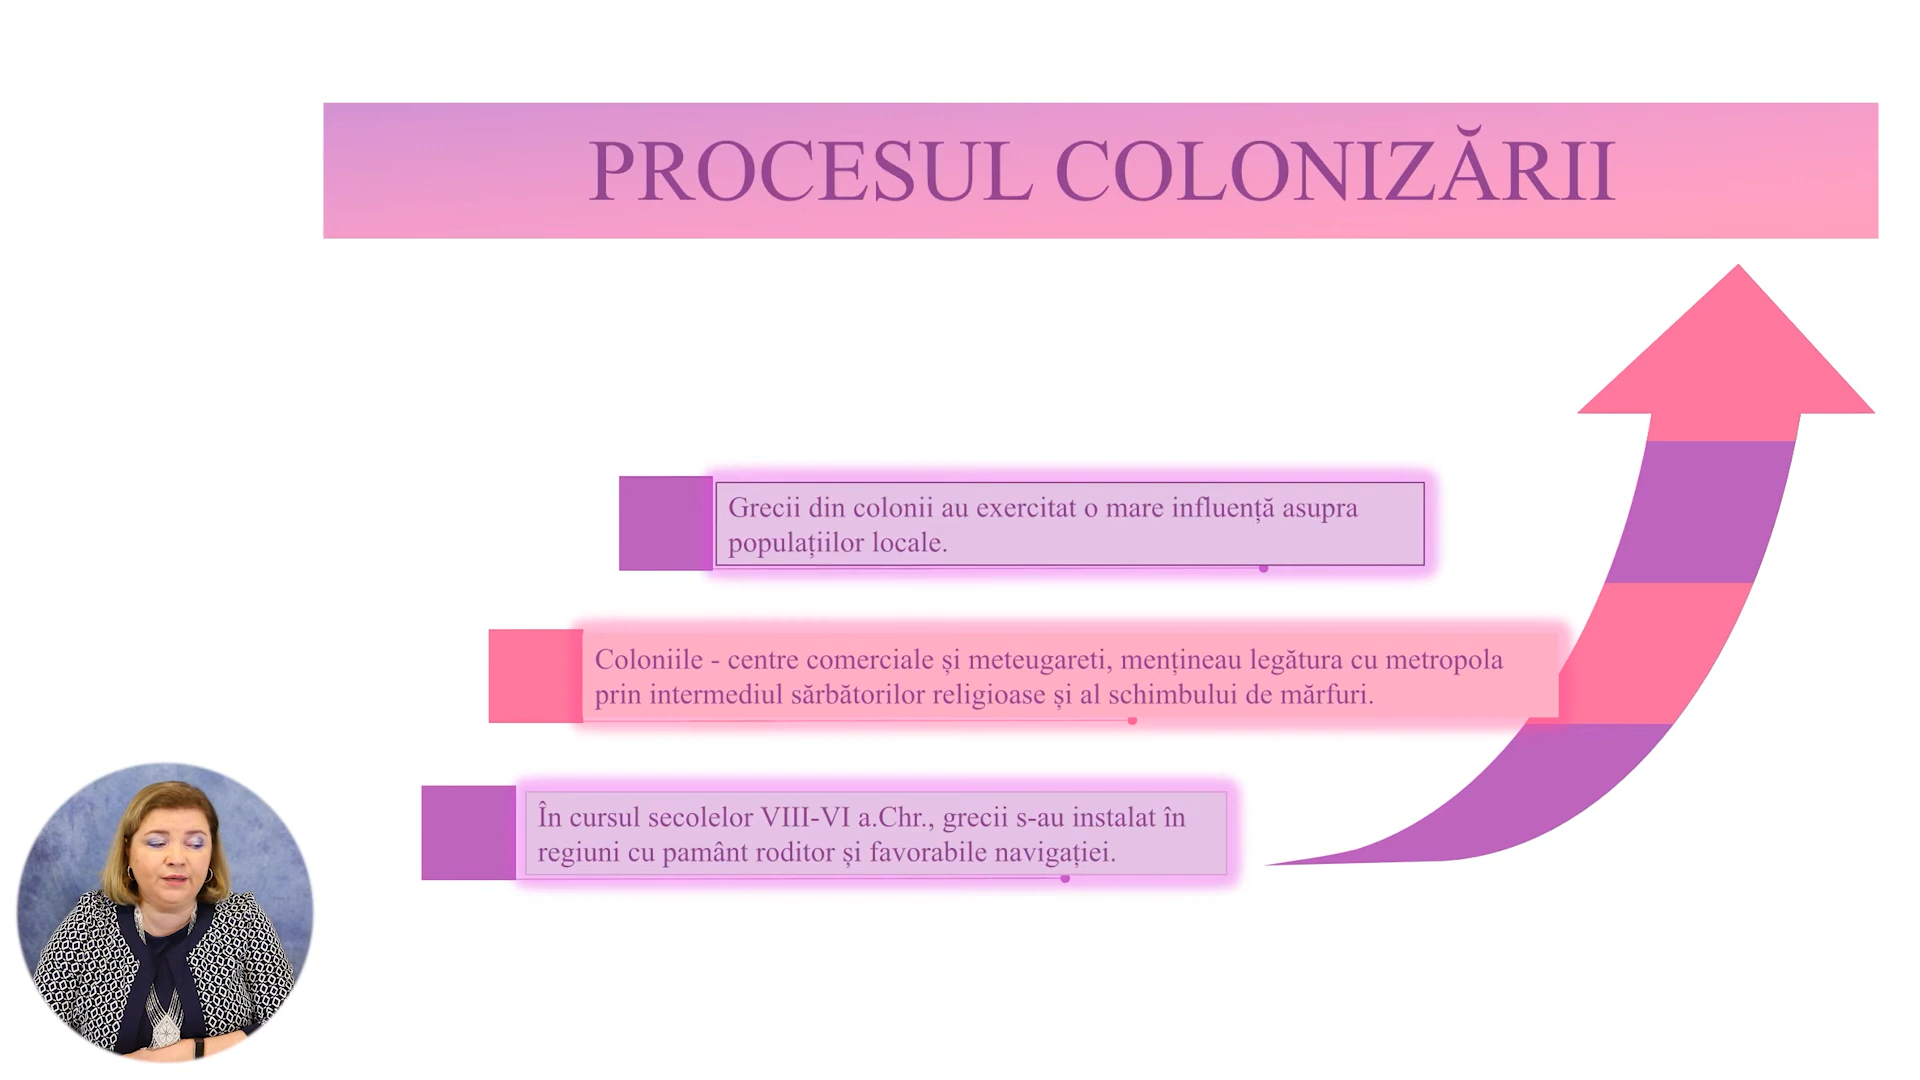 PROCESUL COLONIZĂRII
Grecii din colonii au exercitat o mare influență asupra
populațiilor locale.
Coloniile - centre comerciale și meteugareti, mențineau legătura cu metropola
prin intermediul sărbătorilor religioase și al schimbului de mărfuri.
În cursul secolelor VIII-VI a.Chr., grecii s-au instalat în
regiuni cu pamânt roditor și favorabile navigației.